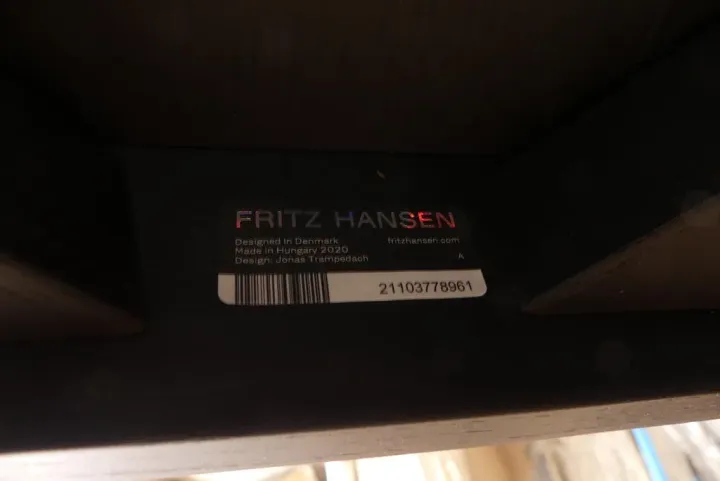 FRITZ HANSEN
Designed in Denmark fritzhansen.com
Made in Hungary 2020
Design: Jonas Trampedach A
21103778961